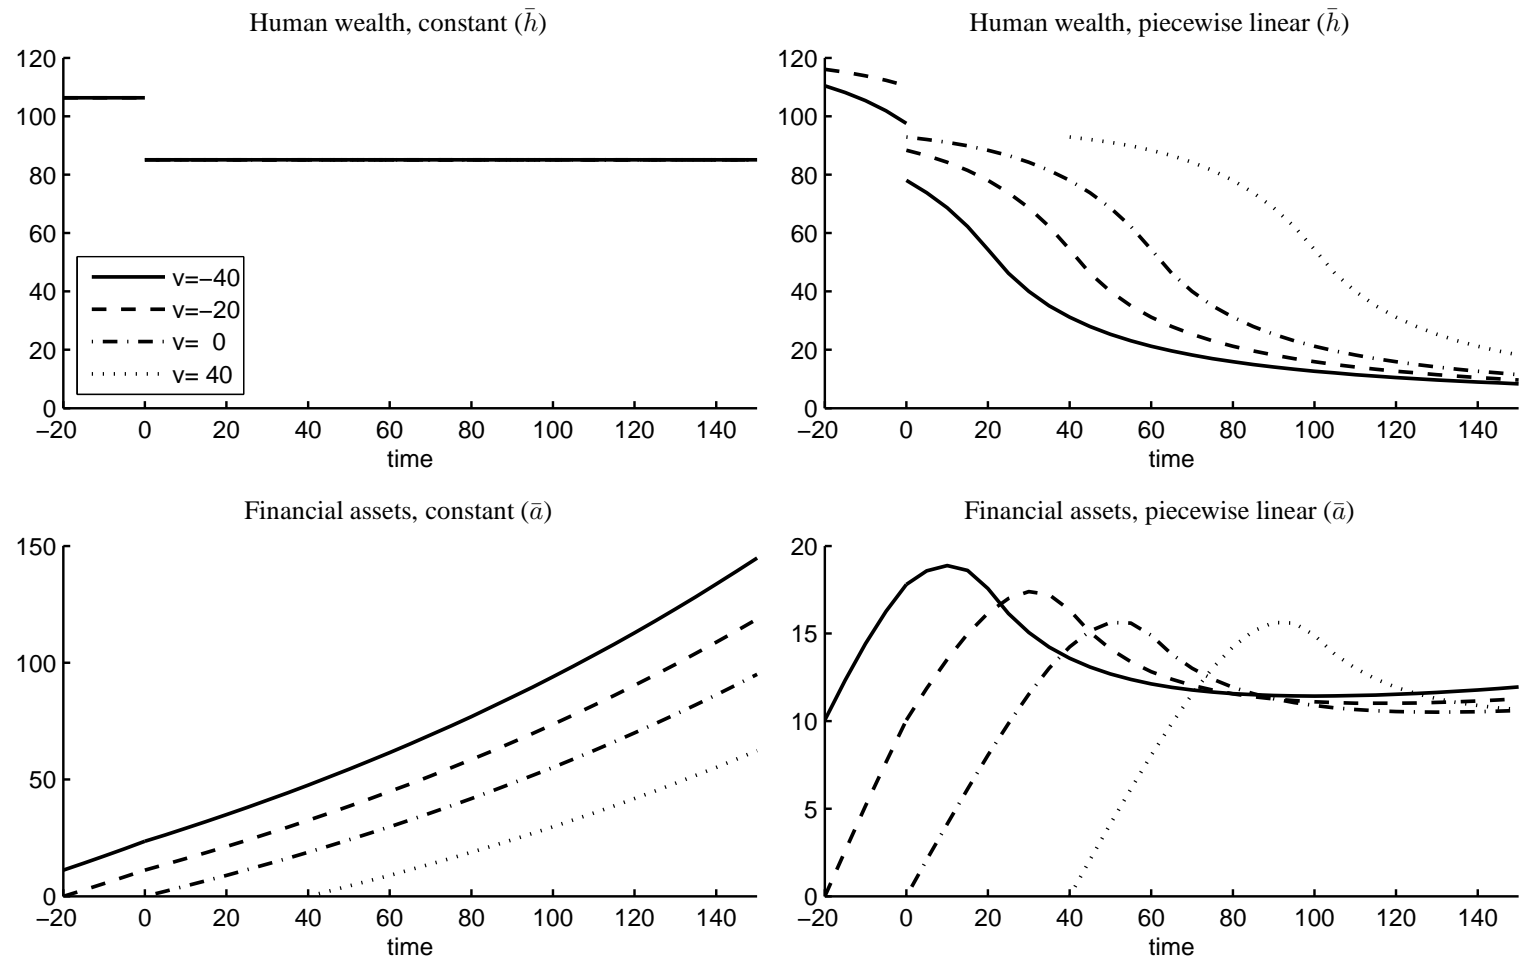 Human wealth, constant (h̄)
120
100
80
60
40
20
0
v=−40
v=−20
v= 0
v= 40
−20 0 20 40 60 80 100 120 140
time
Human wealth, piecewise linear (h̄)
120
100
80
60
40
20
0
−20 0 20 40 60 80 100 120 140
time
Financial assets, constant (ā)
150
100
50
0
−20 0 20 40 60 80 100 120 140
time
Financial assets, piecewise linear (ā)
20
15
10
5
0
−20 0 20 40 60 80 100 120 140
time